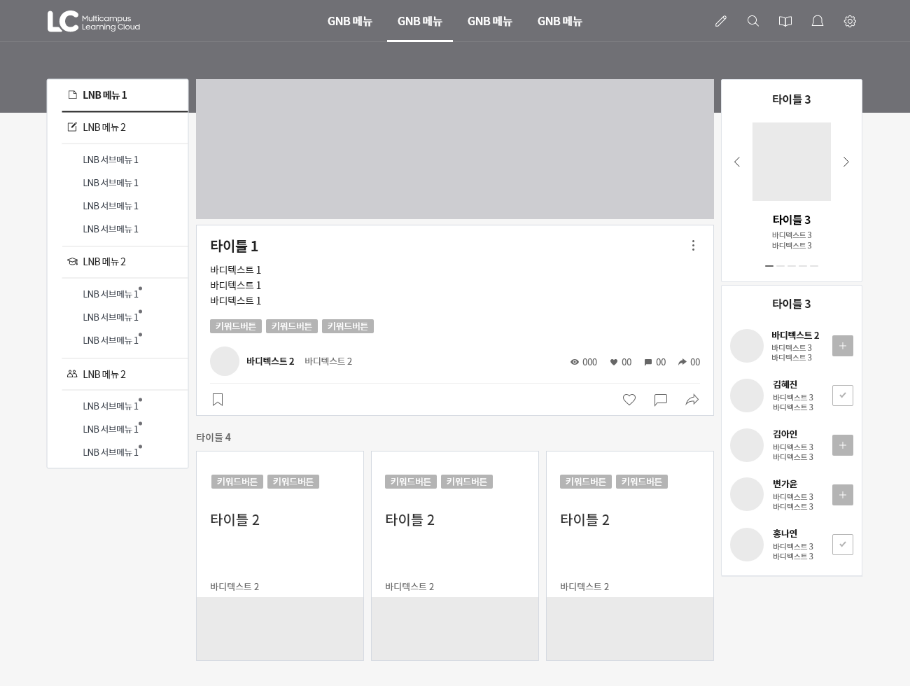 LC Multicampus
Learning Cloud
GNB 메뉴
GNB 메뉴
GNB 메뉴
GNB 메뉴
LNB 메뉴 1
LNB 메뉴 2
LNB 서브메뉴 1
LNB 서브메뉴 1
LNB 서브메뉴 1
LNB 서브메뉴 1
LNB 메뉴 2
LNB 서브메뉴 1
LNB 서브메뉴 1
LNB 서브메뉴 1
LNB 메뉴 2
LNB 서브메뉴 1
LNB 서브메뉴 1
LNB 서브메뉴 1
타이틀 1
바디텍스트 1
바디텍스트 1
바디텍스트 1
키워드버튼 키워드버튼 키워드버튼
바디텍스트 2 바디텍스트 2 000 00 00 00
타이틀 4
키워드버튼 키워드버튼
타이틀 2
바디텍스트 2
키워드버튼 키워드버튼
타이틀 2
바디텍스트 2
키워드버튼 키워드버튼
타이틀 2
바디텍스트 2
타이틀 3
타이틀 3
바디텍스트 3
바디텍스트 3
타이틀 3
바디텍스트 2
바디텍스트 3
바디텍스트 3
김혜진
바디텍스트 3
바디텍스트 3
김아인
바디텍스트 3
바디텍스트 3
변가윤
바디텍스트 3
바디텍스트 3
홍나연
바디텍스트 3
바디텍스트 3